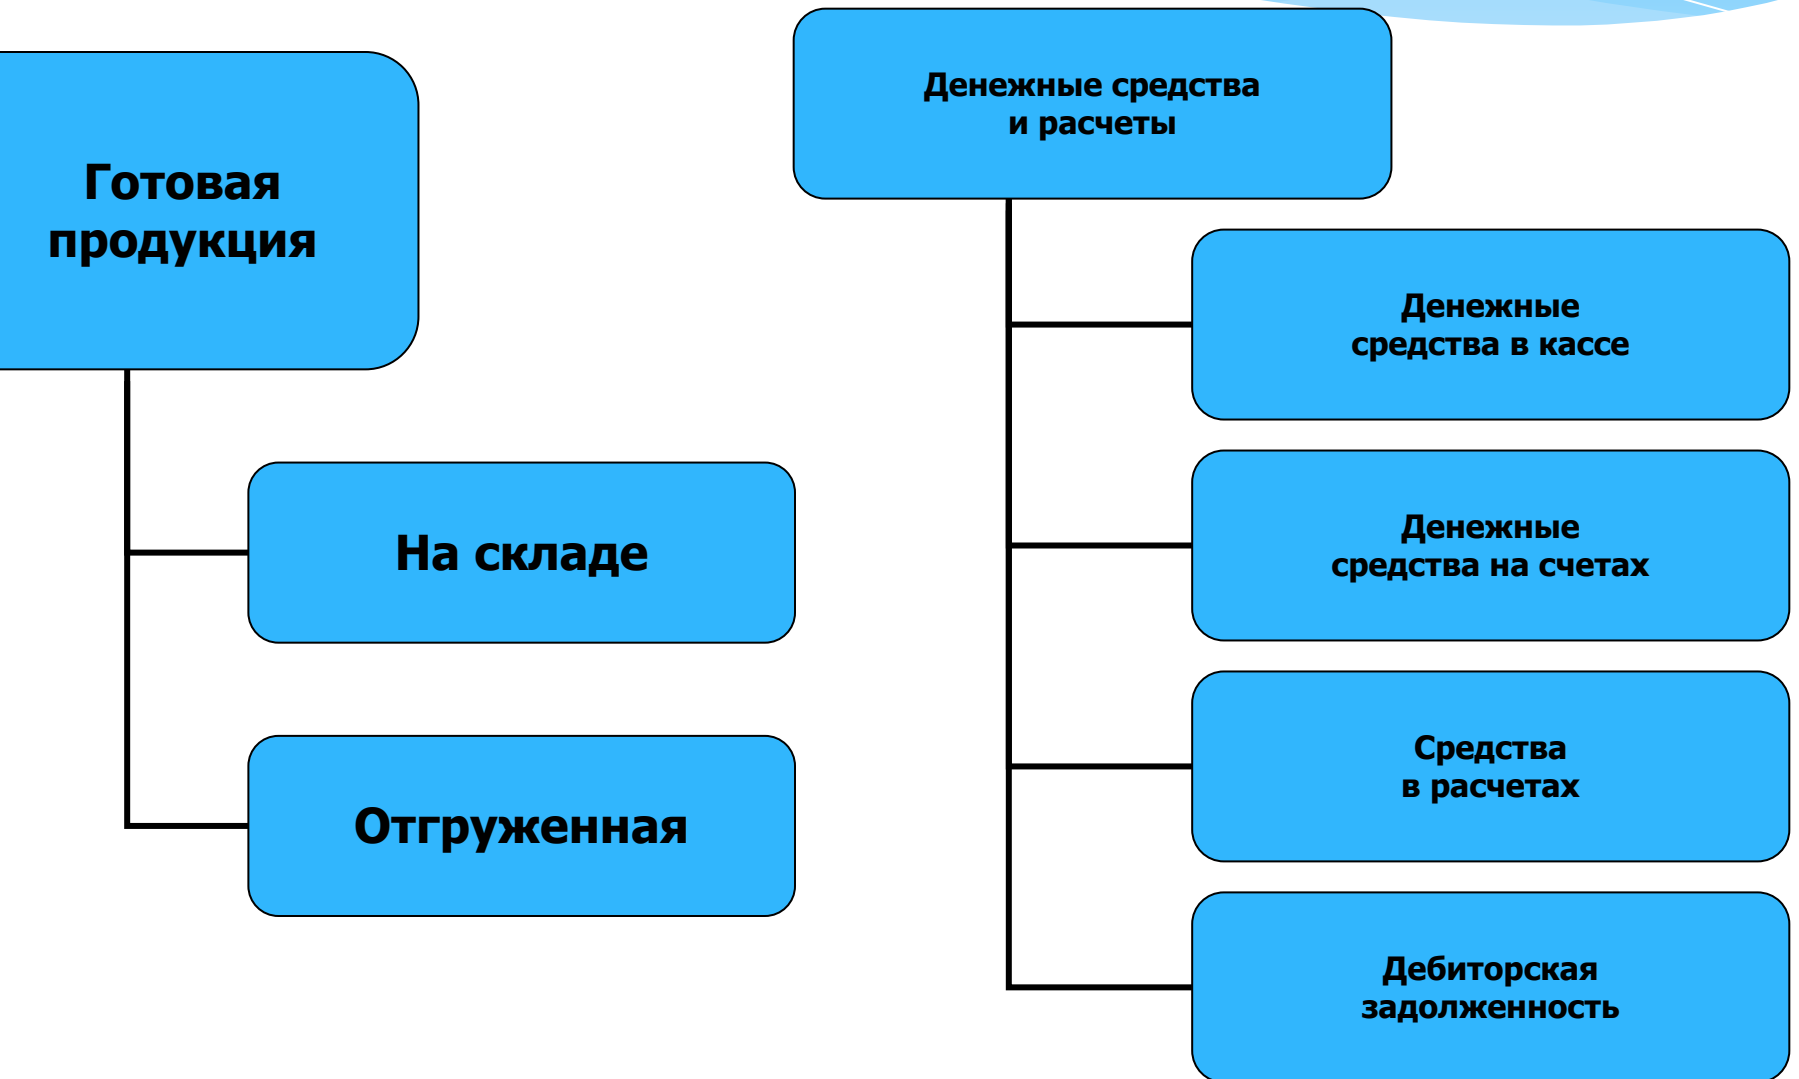 Готовая
продукция
На складе
Отгруженная
Денежные средства
и расчеты
Денежные
средства в кассе
Денежные
средства на счетах
Средства
в расчетах
Дебиторская
задолженность